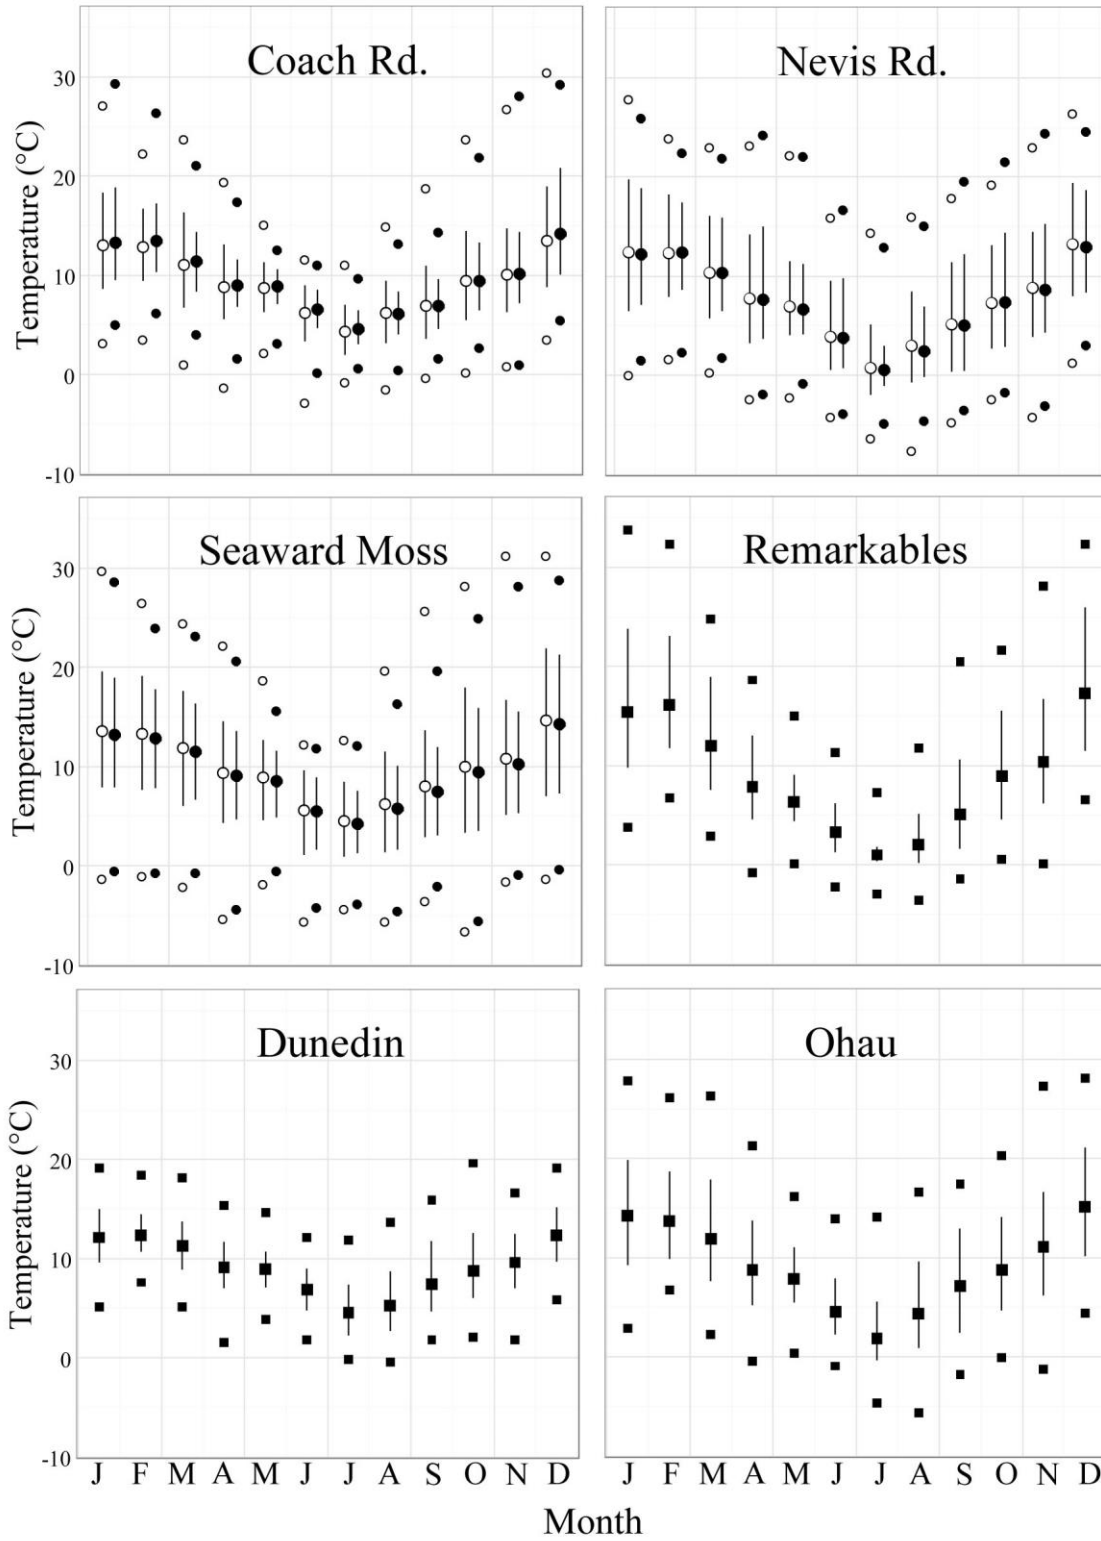 Coach Rd.
Nevis Rd.
Temperature (°C)
30
20
10
0
-10
Seaward Moss
Remarkables
Temperature (°C)
30
20
10
0
-10
Dunedin
Ohau
Temperature (°C)
30
20
10
0
-10
J F M A M J J A S O N D
J F M A M J J A S O N D
Month